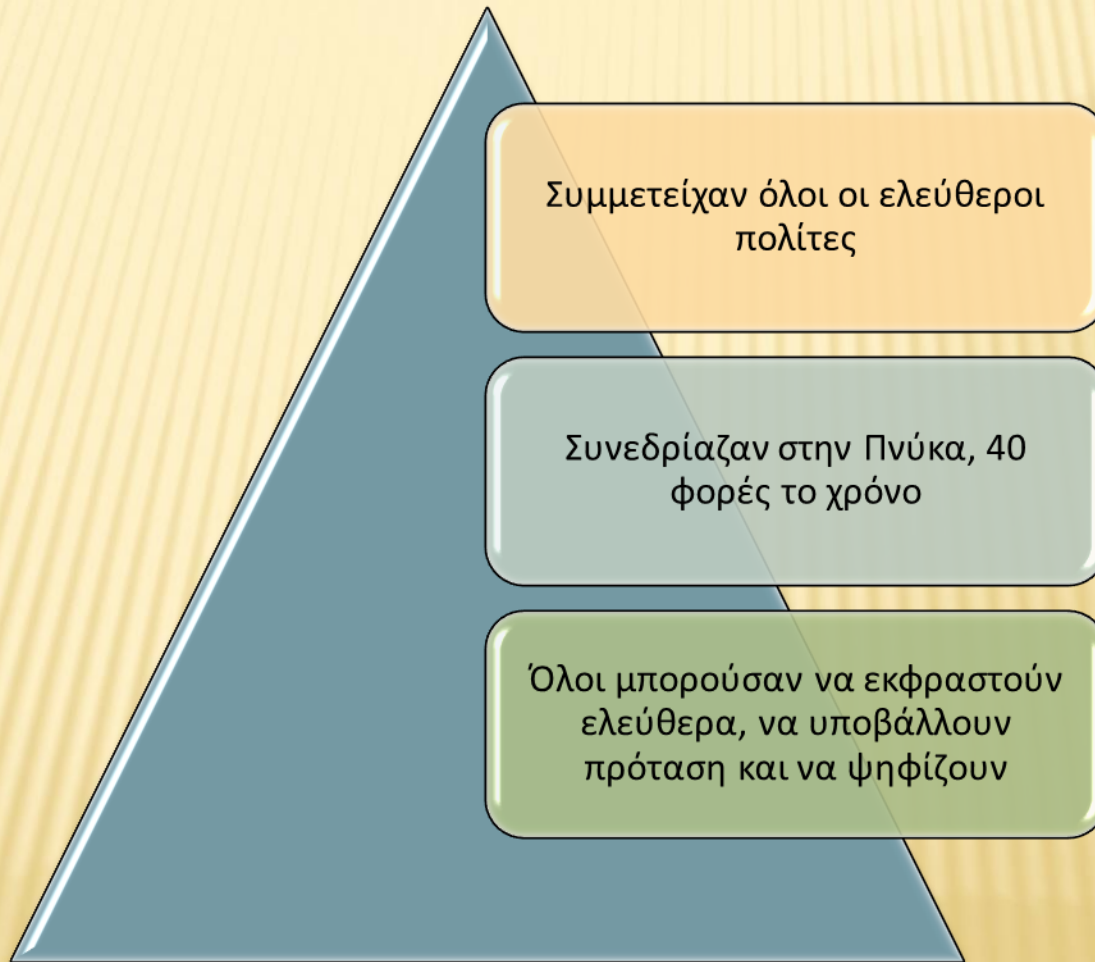 Συμμετείχαν όλοι οι ελεύθεροι
πολίτες
Συνεδρίαζαν στην Πνύκα, 40
φορές το χρόνο
Όλοι μπορούσαν να εκφραστούν
ελεύθερα, να υποβάλλουν
πρόταση και να ψηφίζουν